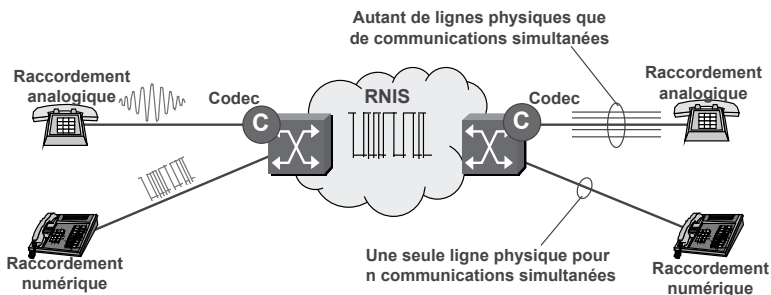 Autant de lignes physiques que
de communications simultanées
Raccordement
analogique
Codec
RNIS
Codec
Raccordement
analogique
C
C
Une seule ligne physique pour
n communications simultanées
Raccordement
numérique
Raccordement
numérique